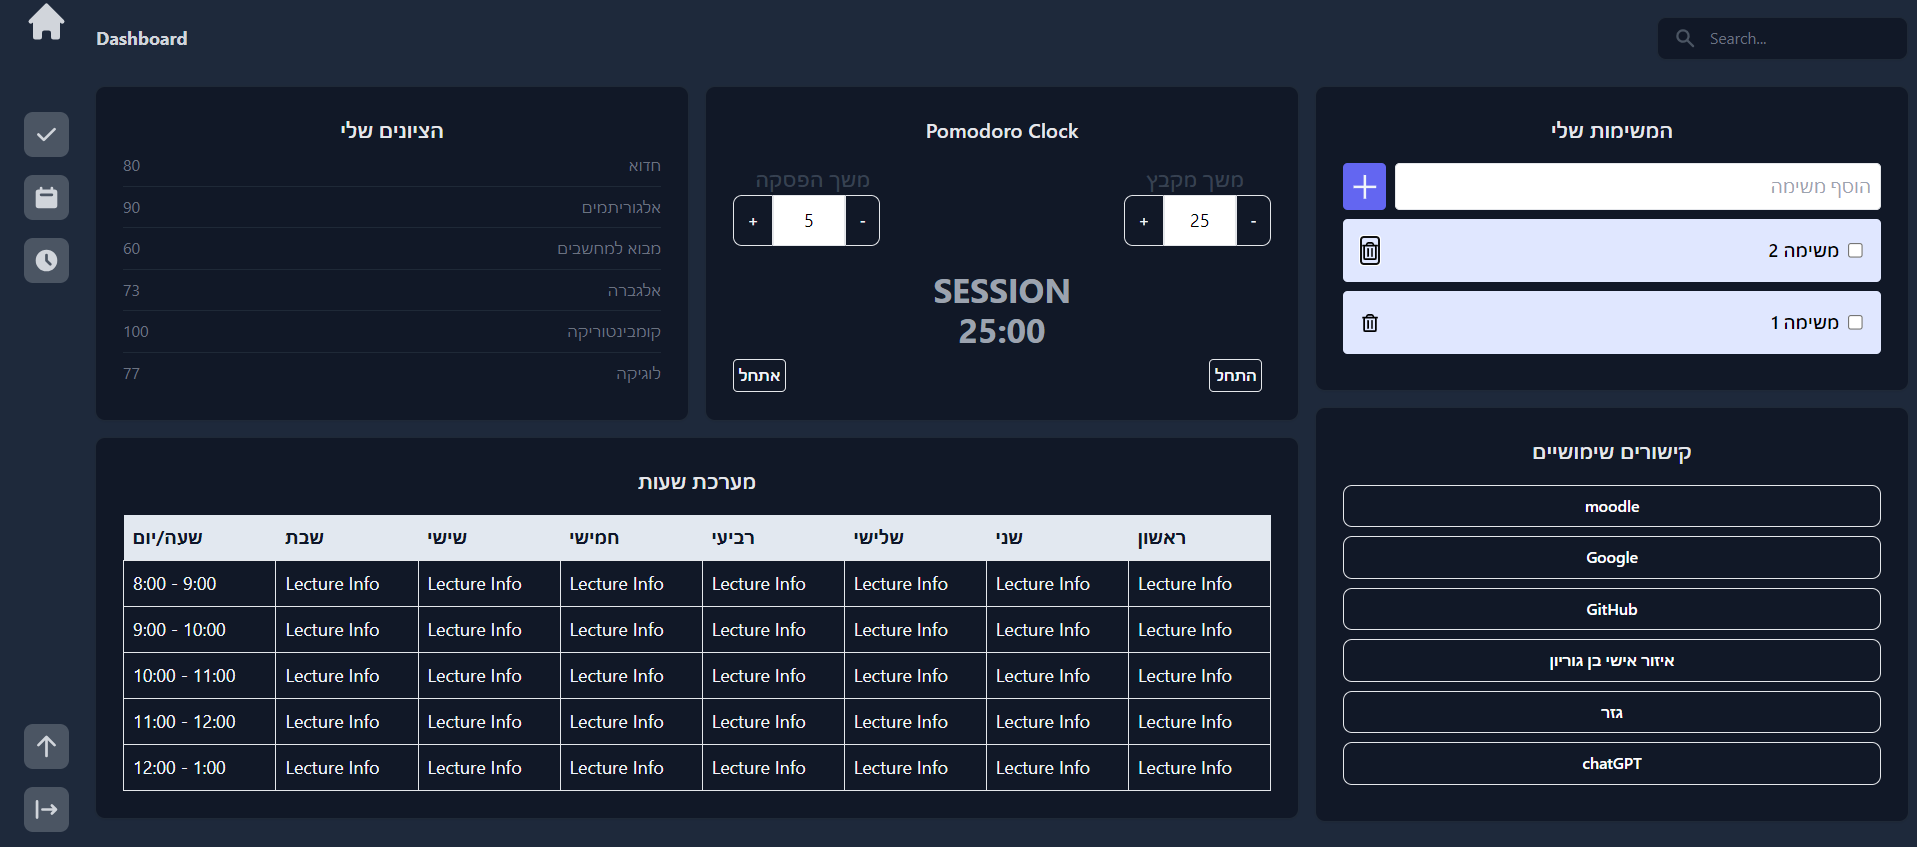 Dashboard
Search...
המשימות שלי
הוסף משימה
משימה 2
משימה 1
Pomodoro Clock
משך מקבץ
+ 25 -
משך הפסקה
+ 5 -
SESSION
25:00
התחל
אתחל
הציונים שלי
חדוא 80
אלגוריתמים 90
מבוא למחשבים 60
אלגברה 73
קומבינטוריקה 100
לוגיקה 77
קישורים שימושיים
moodle
Google
GitHub
איזור אישי בן גוריון
גזר
chatGPT
מערכת שעות
ראשון שני שלישי רביעי חמישי שישי שבת שעה/יום
8:00 - 9:00 Lecture Info Lecture Info Lecture Info Lecture Info Lecture Info Lecture Info Lecture Info
9:00 - 10:00 Lecture Info Lecture Info Lecture Info Lecture Info Lecture Info Lecture Info Lecture Info
10:00 - 11:00 Lecture Info Lecture Info Lecture Info Lecture Info Lecture Info Lecture Info Lecture Info
11:00 - 12:00 Lecture Info Lecture Info Lecture Info Lecture Info Lecture Info Lecture Info Lecture Info
12:00 - 1:00 Lecture Info Lecture Info Lecture Info Lecture Info Lecture Info Lecture Info Lecture Info